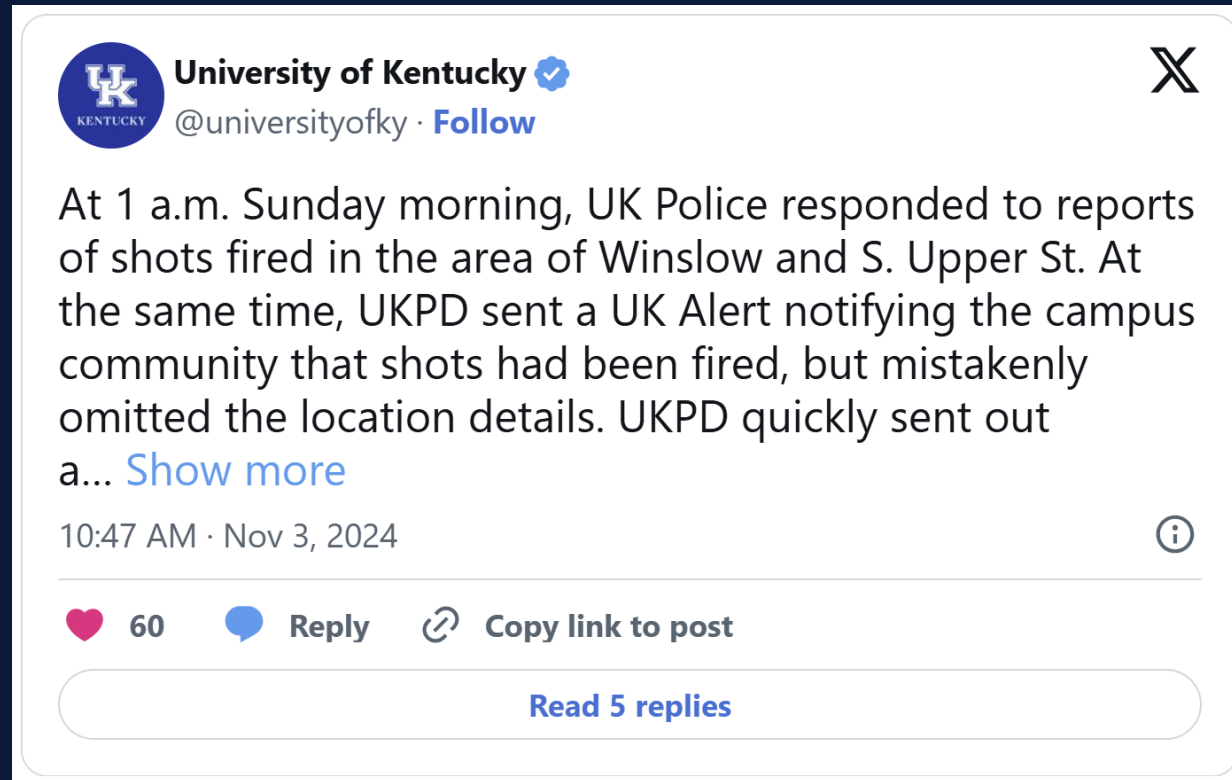 UK
KENTUCKY
University of Kentucky
@universityofky · Follow
At 1 a.m. Sunday morning, UK Police responded to reports
of shots fired in the area of Winslow and S. Upper St. At
the same time, UKPD sent a UK Alert notifying the campus
community that shots had been fired, but mistakenly
omitted the location details. UKPD quickly sent out
a... Show more
10:47 AM · Nov 3, 2024
60 Reply Copy link to post
Read 5 replies